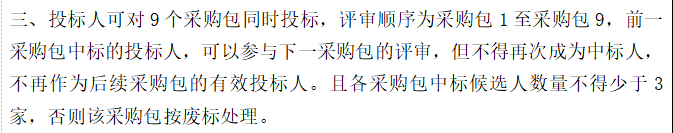 三、投标人可对 9 个采购包同时投标，评审顺序为采购包 1 至采购包 9，前一
采购包中标的投标人，可以参与下一采购包的评审，但不得再次成为中标人，
不再作为后续采购包的有效投标人。且各采购包中标候选人数量不得少于 3
家，否则该采购包按废标处理。